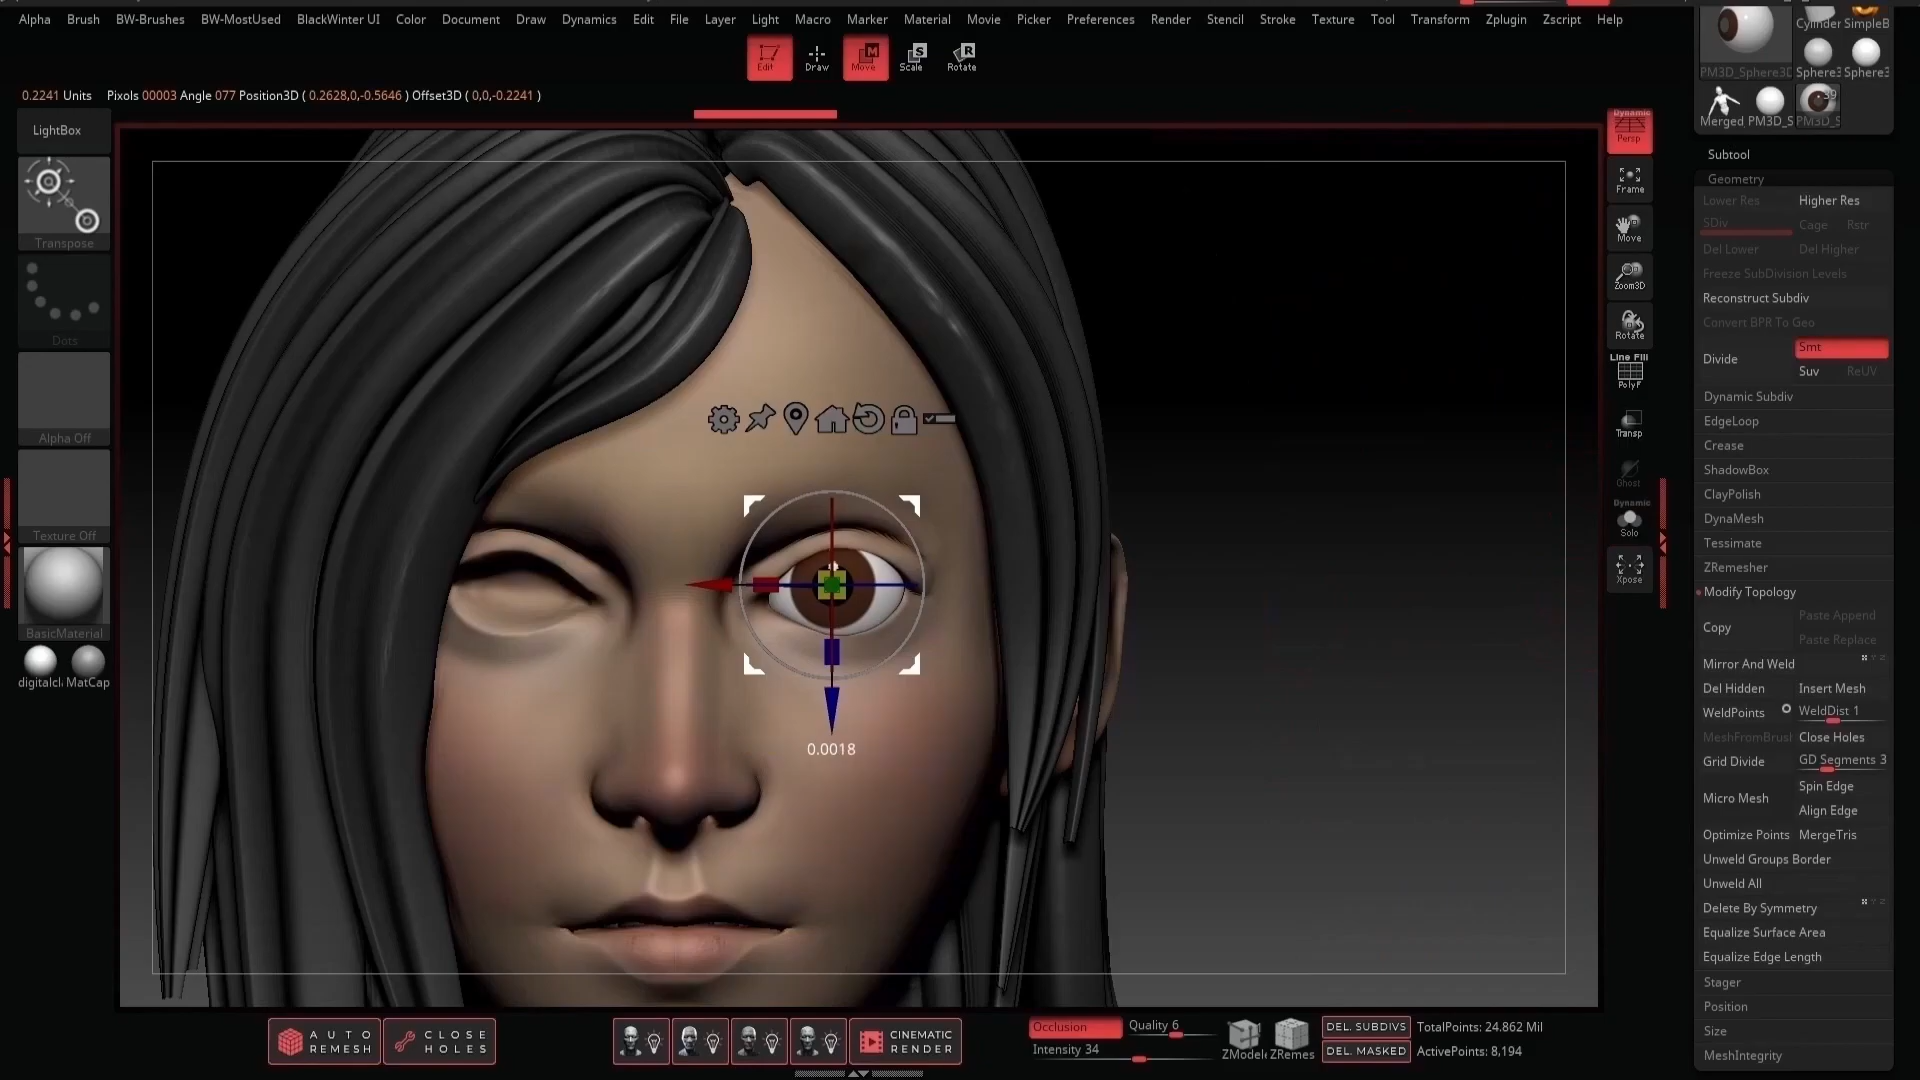 Alpha Brush BW-Brushes BW-MostUsed BlackWinter UI Color Document Draw Dynamics Edit File Layer Light Macro Marker Material Movie Picker Preferences Render Stencil Stroke Texture Tool Transform Zplugin Zscript Help
Edit Draw Move Scale Rotate
0.2241 Units Pixols 00003 Angle 077 Position3D ( 0.2628,0,-0.5646 ) Offset3D ( 0,0,-0.2241 )
LightBox
Transpose
Dots
Alpha Off
Texture Off
BasicMaterial
digitalcl MatCap
0.0018
Dynamic
Persp
Frame
Move
Zoom3D
Rotate
Line Fill
PolyF
Transp
Ghost
Dynamic
Solo
Xpose
Cylinder SimpleB
PM3D_Sphere3D Sphere3 Sphere3
39
Merged PM3D_S PM3D_S
Subtool
Geometry
Lower Res Higher Res
SDiv Cage Rstr
Del Lower Del Higher
Freeze SubDivision Levels
Reconstruct Subdiv
Convert BPR To Geo
Divide Smt
Suv ReUV
Dynamic Subdiv
EdgeLoop
Crease
ShadowBox
ClayPolish
DynaMesh
Tessimate
ZRemesher
Modify Topology
Copy Paste Append
Paste Replace
Mirror And Weld
Del Hidden Insert Mesh
WeldPoints WeldDist 1
MeshFromBrush Close Holes
Grid Divide GD Segments 3
Micro Mesh Spin Edge
Align Edge
Optimize Points MergeTris
Unweld Groups Border
Unweld All
Delete By Symmetry
Equalize Surface Area
Equalize Edge Length
Stager
Position
Size
MeshIntegrity
AUTO REMESH
CLOSE HOLES
CINEMATIC RENDER
Occlusion Quality 6
Intensity 34
ZModele ZRemes
DEL. SUBDIVS TotalPoints: 24.862 Mil
DEL. MASKED ActivePoints: 8,194